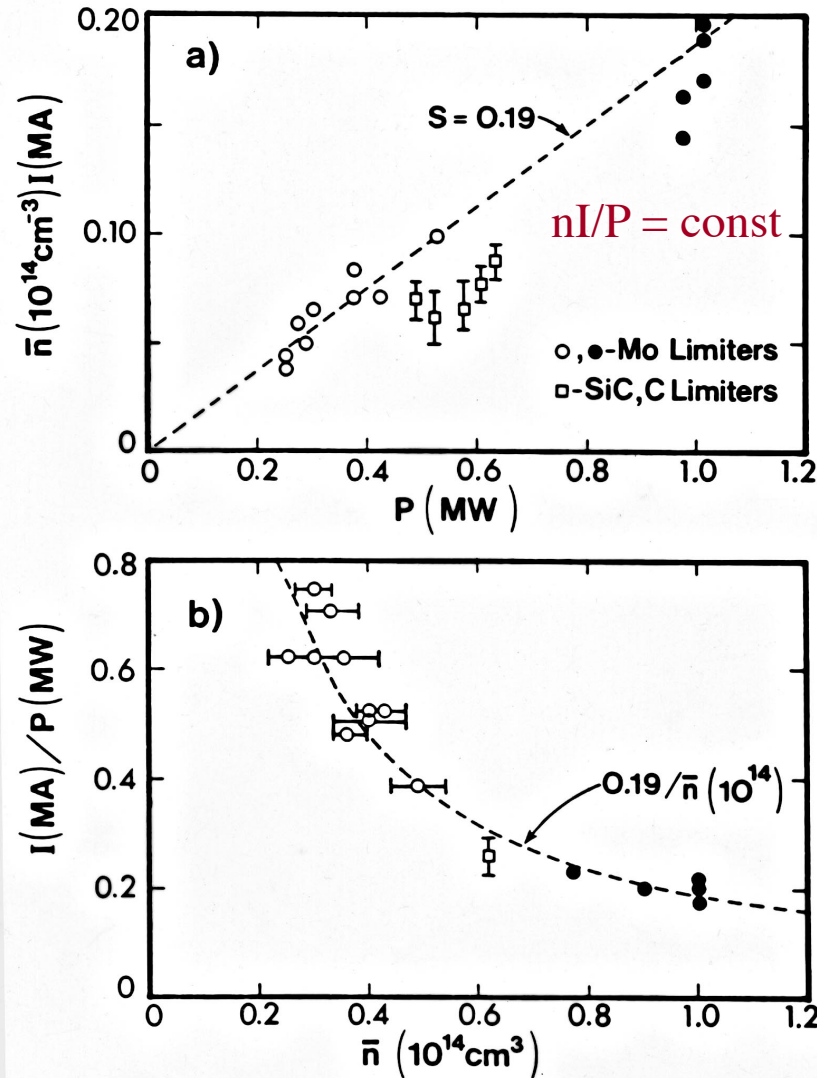 a)
n̄(10¹⁴cm⁻³)I(MA)
0.20
0.10
0
S = 0.19
nI/P = const
○,●-Mo Limiters
□-SiC,C Limiters
0 0.2 0.4 0.6 0.8 1.0 1.2
P(MW)
b)
I(MA)/P(MW)
0.8
0.6
0.4
0.2
0
0.19/n̄(10¹⁴)
0 0.2 0.4 0.6 0.8 1.0 1.2
n̄ (10¹⁴cm³)